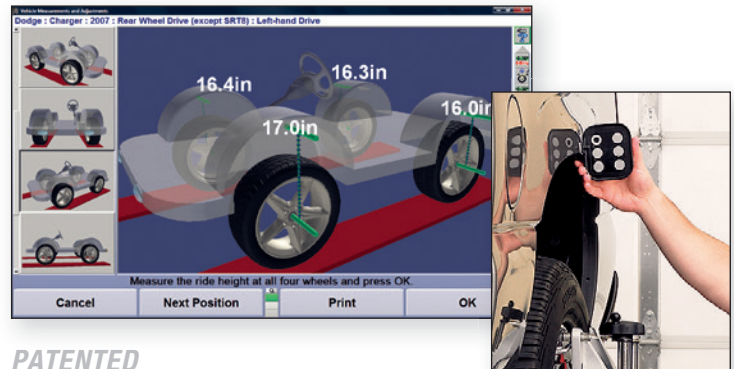 Vehicle Measurements and Adjustments
Dodge : Charger : 2007 : Rear Wheel Drive (except SRT8) : Left-hand Drive
16.4in
16.3in
17.0in
16.0in
Measure the ride height at all four wheels and press OK.
Cancel
Next Position
Print
OK
PATENTED